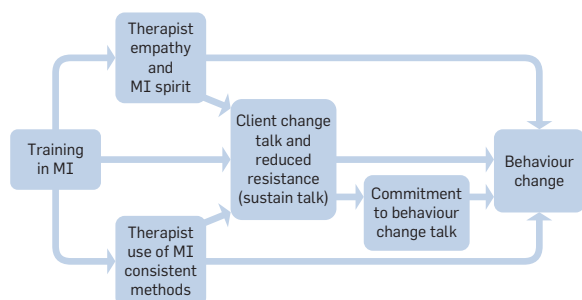 Therapist
empathy
and
MI spirit
Training
in MI
Client change
talk and
reduced
resistance
(sustain talk)
Behaviour
change
Commitment
to behaviour
change talk
Therapist
use of MI
consistent
methods